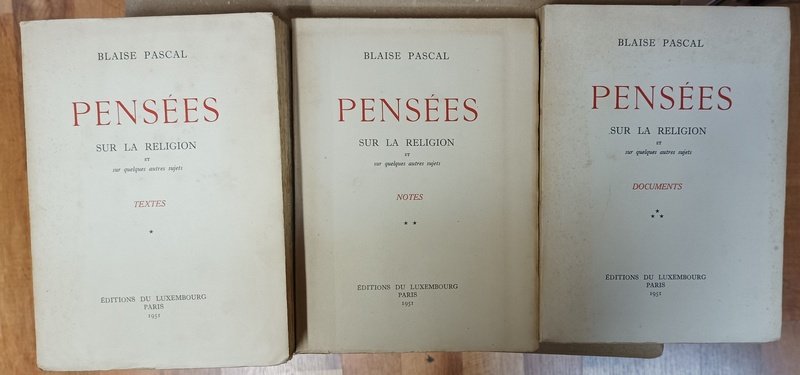 BLAISE PASCAL
PENSÉES
SUR LA RELIGION
ET
sur quelques autres sujets
TEXTES
*
ÉDITIONS DU LUXEMBOURG
PARIS
1951
BLAISE PASCAL
PENSÉES
SUR LA RELIGION
ET
sur quelques autres sujets
NOTES
* *
ÉDITIONS DU LUXEMBOURG
PARIS
1951
BLAISE PASCAL
PENSÉES
SUR LA RELIGION
ET
sur quelques autres sujets
DOCUMENTS
*
* *
ÉDITIONS DU LUXEMBOURG
PARIS
1951